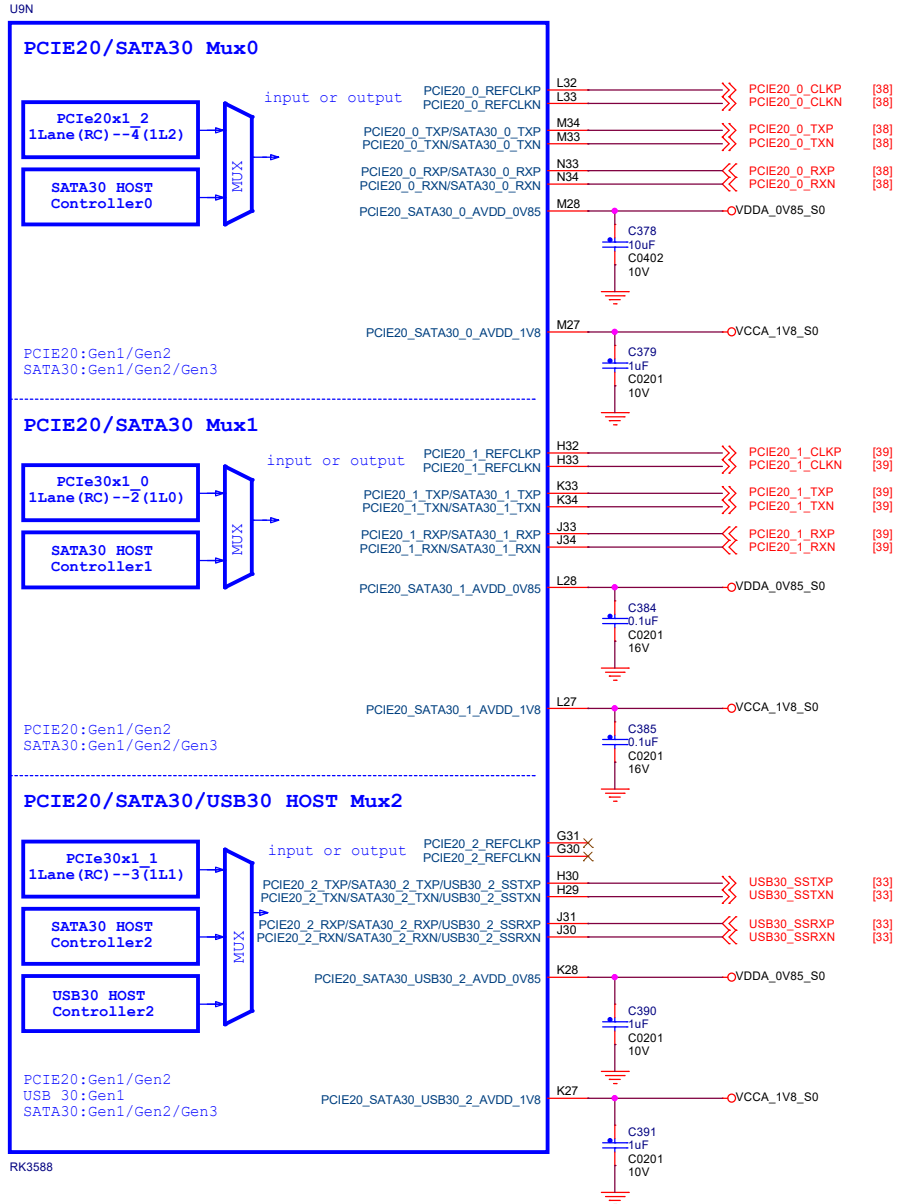 U9N
PCIE20/SATA30 Mux0
input or output
PCIe20x1_2
1Lane(RC)--4(1L2)
SATA30 HOST
Controller0
MUX
PCIE20_0_REFCLKP L32 PCIE20_0_CLKP [38]
PCIE20_0_REFCLKN L33 PCIE20_0_CLKN [38]
PCIE20_0_TXP/SATA30_0_TXP M34 PCIE20_0_TXP [38]
PCIE20_0_TXN/SATA30_0_TXN M33 PCIE20_0_TXN [38]
PCIE20_0_RXP/SATA30_0_RXP N33 PCIE20_0_RXP [38]
PCIE20_0_RXN/SATA30_0_RXN N34 PCIE20_0_RXN [38]
PCIE20_SATA30_0_AVDD_0V85 M28 VDDA_0V85_S0
C378
10uF
C0402
10V
PCIE20_SATA30_0_AVDD_1V8 M27 VCCA_1V8_S0
C379
1uF
C0201
10V
PCIE20:Gen1/Gen2
SATA30:Gen1/Gen2/Gen3
PCIE20/SATA30 Mux1
input or output
PCIe30x1_0
1Lane(RC)--2(1L0)
SATA30 HOST
Controller1
MUX
PCIE20_1_REFCLKP H32 PCIE20_1_CLKP [39]
PCIE20_1_REFCLKN H33 PCIE20_1_CLKN [39]
PCIE20_1_TXP/SATA30_1_TXP K33 PCIE20_1_TXP [39]
PCIE20_1_TXN/SATA30_1_TXN K34 PCIE20_1_TXN [39]
PCIE20_1_RXP/SATA30_1_RXP J33 PCIE20_1_RXP [39]
PCIE20_1_RXN/SATA30_1_RXN J34 PCIE20_1_RXN [39]
PCIE20_SATA30_1_AVDD_0V85 L28 VDDA_0V85_S0
C384
0.1uF
C0201
16V
PCIE20_SATA30_1_AVDD_1V8 L27 VCCA_1V8_S0
C385
0.1uF
C0201
16V
PCIE20:Gen1/Gen2
SATA30:Gen1/Gen2/Gen3
PCIE20/SATA30/USB30 HOST Mux2
input or output
PCIe30x1_1
1Lane(RC)--3(1L1)
SATA30 HOST
Controller2
USB30 HOST
Controller2
MUX
PCIE20_2_REFCLKP G31
PCIE20_2_REFCLKN G30
PCIE20_2_TXP/SATA30_2_TXP/USB30_2_SSTXP H30 USB30_SSTXP [33]
PCIE20_2_TXN/SATA30_2_TXN/USB30_2_SSTXN H29 USB30_SSTXN [33]
PCIE20_2_RXP/SATA30_2_RXP/USB30_2_SSRXP J31 USB30_SSRXP [33]
PCIE20_2_RXN/SATA30_2_RXN/USB30_2_SSRXN J30 USB30_SSRXN [33]
PCIE20_SATA30_USB30_2_AVDD_0V85 K28 VDDA_0V85_S0
C390
1uF
C0201
10V
PCIE20:Gen1/Gen2
USB 30:Gen1
SATA30:Gen1/Gen2/Gen3
PCIE20_SATA30_USB30_2_AVDD_1V8 K27 VCCA_1V8_S0
C391
1uF
C0201
10V
RK3588